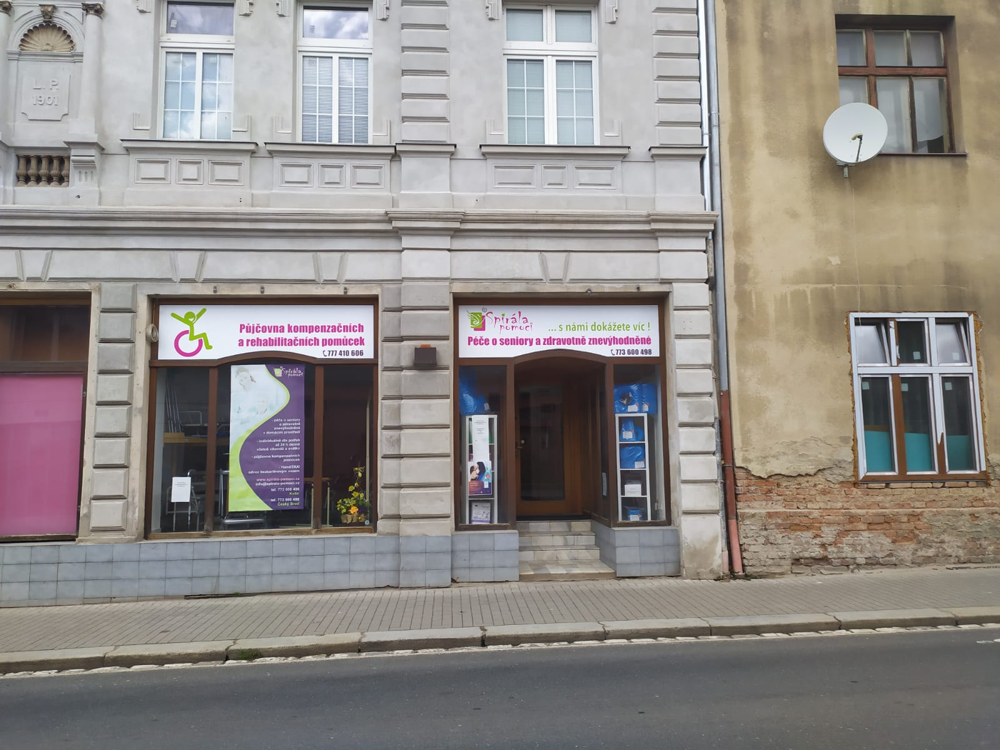 L. P.
1901
Půjčovna kompenzačních
a rehabilitačních pomůcek
777 410 606
Spirála
pomoci
... s námi dokážete víc !
Péče o seniory a zdravotně znevýhodněné
773 600 498
Spirála
pomoci
- péče o seniory
a zdravotně
znevýhodněná
v domácím prostředí
- individuálně dle potřeb
až 24 h denně
včetně víkendů a svátků
- půjčovna kompenzačních
pomůcek
- HandiTAXI
odvoz bezbariérovým vozem
www.spirala-pomoci.cz
info@spirala-pomoci.cz
tel. 773 600 496
Kolín
tel. 773 600 498
Český Brod